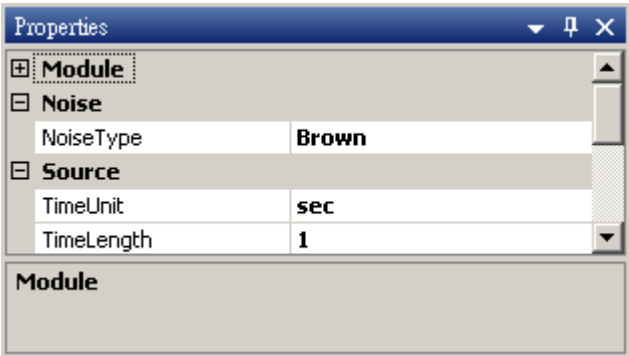 Properties
Module
Noise
NoiseType Brown
Source
TimeUnit sec
TimeLength 1
Module